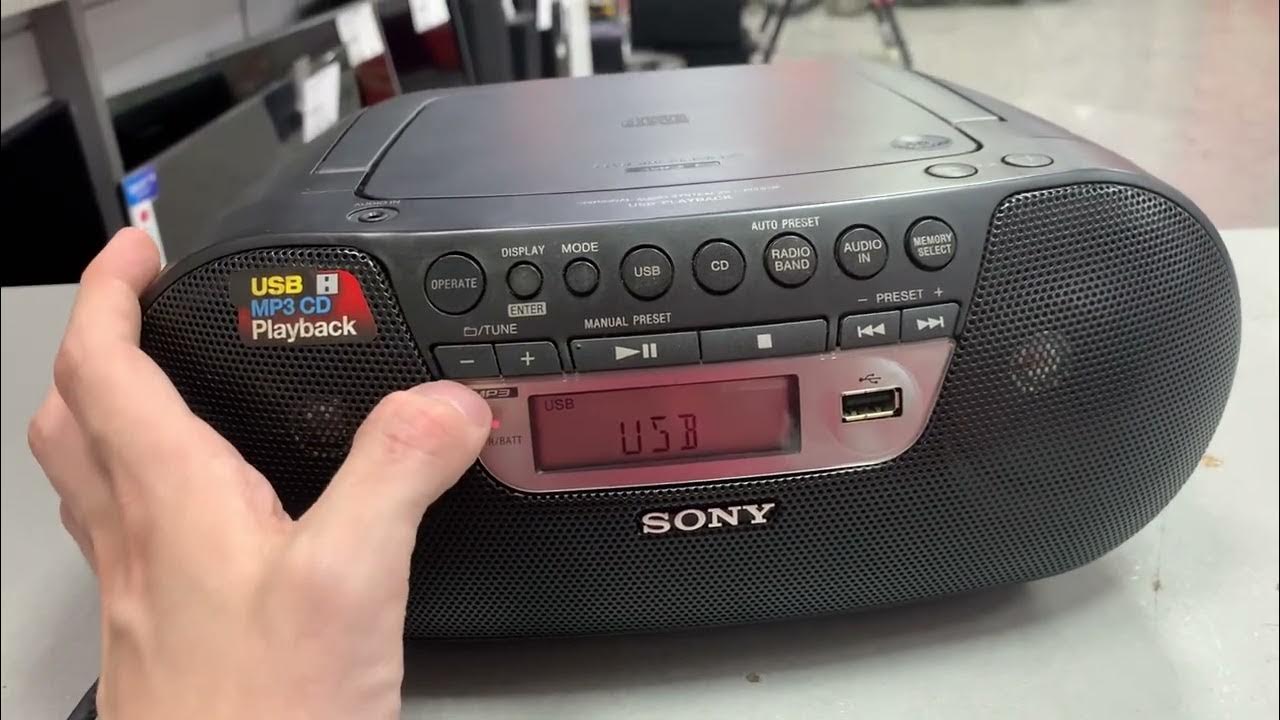 USB PLAYBACK
AUDIO IN
AUTO PRESET
DISPLAY
MODE
OPERATE
USB
CD
RADIO BAND
AUDIO IN
MEMORY SELECT
ENTER
− PRESET +
/TUNE
MANUAL PRESET
− +
USB
MP3 CD
Playback
MP3
R/BATT
USB
USB
SONY